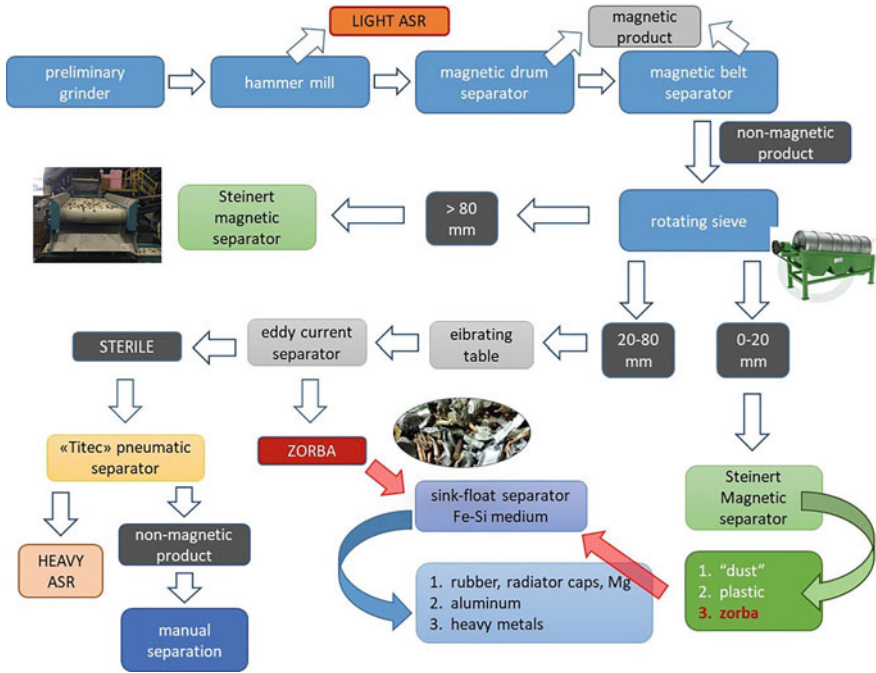 LIGHT ASR
magnetic
product
preliminary
grinder
hammer mill
magnetic drum
separator
magnetic belt
separator
non-magnetic
product
Steinert
magnetic
separator
> 80
mm
rotating sieve
STERILE
eddy current
separator
eibrating
table
20-80
mm
0-20
mm
«Titec» pneumatic
separator
ZORBA
sink-float separator
Fe-Si medium
Steinert
Magnetic
separator
HEAVY
ASR
non-magnetic
product
1. rubber, radiator caps, Mg
2. aluminum
3. heavy metals
1. “dust”
2. plastic
3. zorba
manual
separation